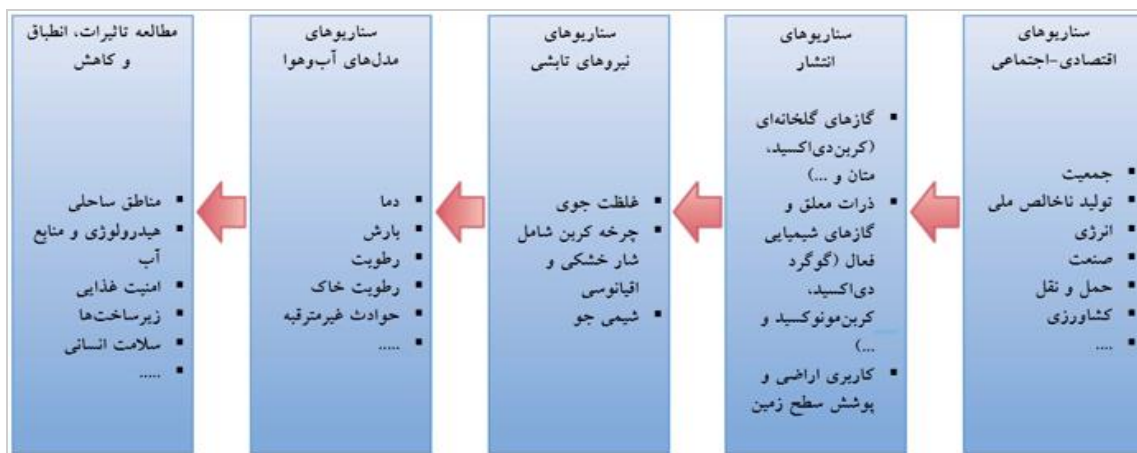 سناریوهای
اقتصادی-اجتماعی
▪ جمعیت
▪ تولید ناخالص ملی
▪ انرژی
▪ صنعت
▪ حمل و نقل
▪ کشاورزی
▪ ....
سناریوهای
انتشار
▪ گازهای گلخانه‌ای
(کربن‌دی‌اکسید،
متان و ...)
▪ ذرات معلق و
گازهای شیمیایی
فعال (گوگرد
دی‌اکسید،
کربن‌مونوکسید و
...)
▪ کاربری اراضی و
پوشش سطح زمین
سناریوهای
نیروهای تابشی
▪ غلظت جوی
▪ چرخه کربن شامل
شار خشکی و
اقیانوسی
▪ شیمی جو
سناریوهای
مدل‌های آب‌وهوا
▪ دما
▪ بارش
▪ رطوبت
▪ رطوبت خاک
▪ حوادث غیرمترقبه
▪ .....
مطالعه تاثیرات، انطباق
و کاهش
▪ مناطق ساحلی
▪ هیدرولوژی و منابع
آب
▪ امنیت غذایی
▪ زیرساخت‌ها
▪ سلامت انسانی
▪ .....